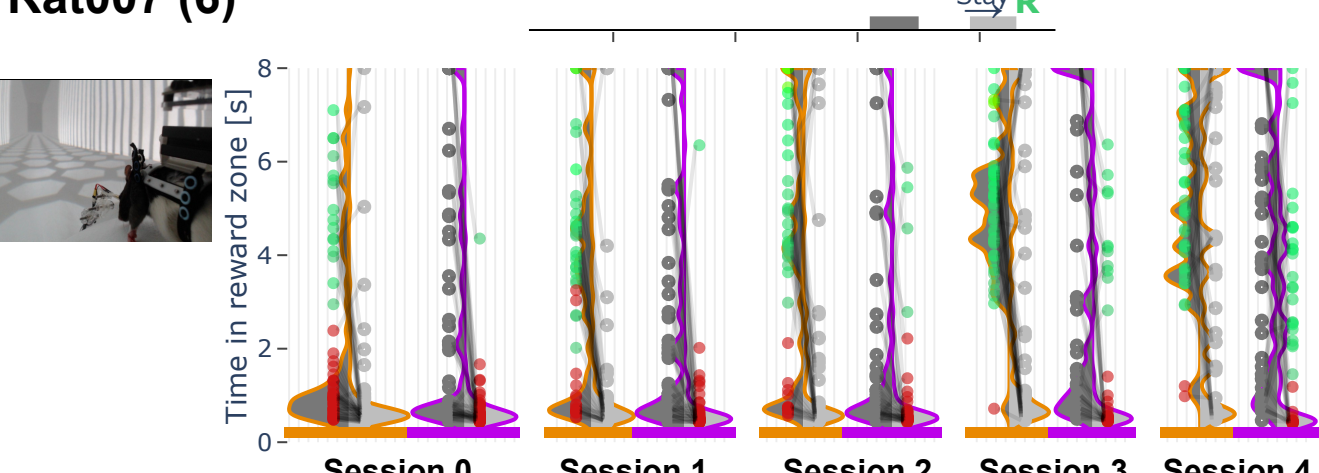 Rat007 (6)
Stay R
Time in reward zone [s]
8
6
4
2
0
Session 0
Session 1
Session 2
Session 3
Session 4